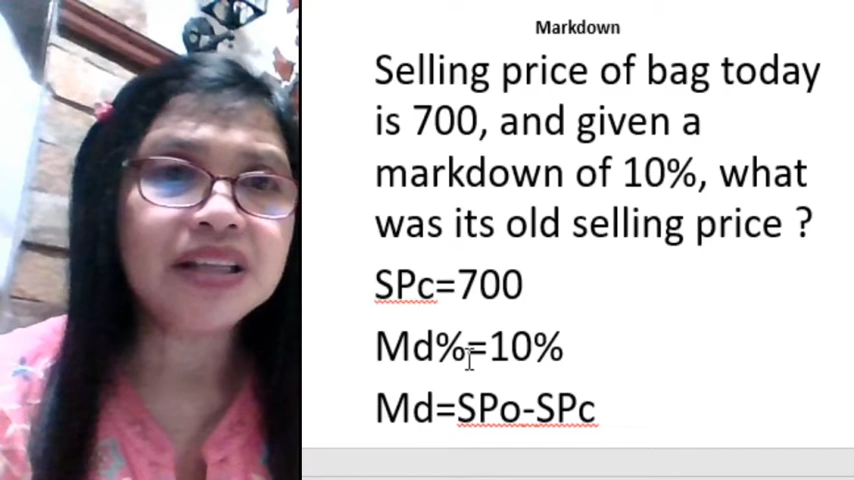 Markdown
Selling price of bag today
is 700, and given a
markdown of 10%, what
was its old selling price ?
SPc=700
Md%=10%
Md=SPo-SPc